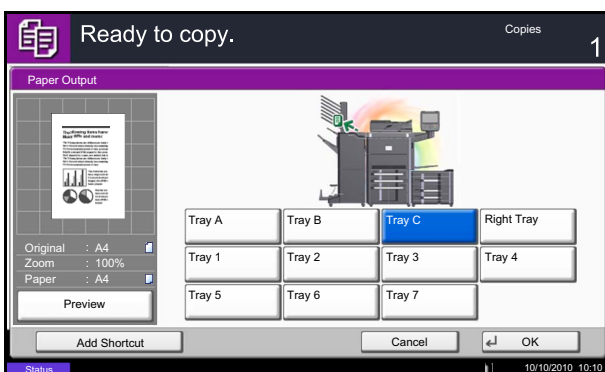 Ready to copy.
Copies
1
Paper Output
Original : A4
Zoom : 100%
Paper : A4
Preview
Tray A
Tray B
Tray C
Right Tray
Tray 1
Tray 2
Tray 3
Tray 4
Tray 5
Tray 6
Tray 7
Add Shortcut
Cancel
OK
Status
10/10/2010 10:10